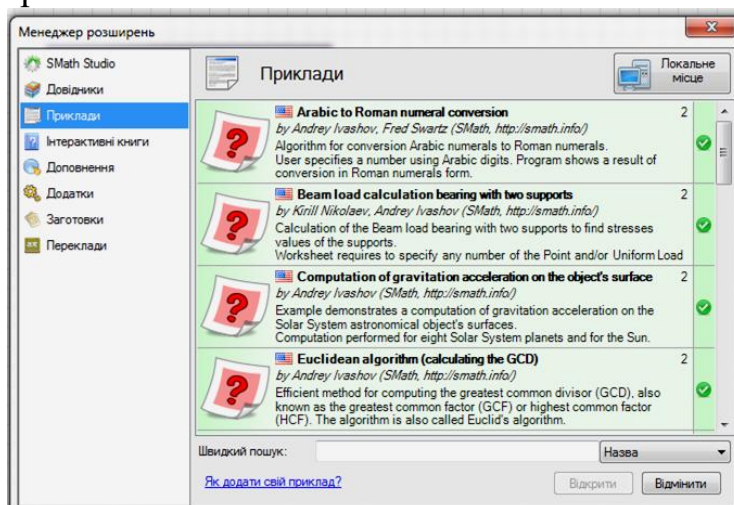 Менеджер розширень
SMath Studio
Довідники
Приклади
Інтерактивні книги
Доповнення
Додатки
Заготовки
Переклади
Приклади
Локальне
місце
Arabic to Roman numeral conversion 2
by Andrey Ivashov, Fred Swartz (SMath, http://smath.info/)
Algorithm for conversion Arabic numerals to Roman numerals.
User specifies a number using Arabic digits. Program shows a result of
conversion in Roman numerals form.
Beam load calculation bearing with two supports 2
by Kirill Nikolaev, Andrey Ivashov (SMath, http://smath.info/)
Calculation of the Beam load bearing with two supports to find stresses
values of the supports.
Worksheet requires to specify any number of the Point and/or Uniform Load
Computation of gravitation acceleration on the object's surface 2
by Andrey Ivashov (SMath, http://smath.info/)
Example demonstrates a computation of gravitation acceleration on the
Solar System astronomical object's surfaces.
Computation performed for eight Solar System planets and for the Sun.
Euclidean algorithm (calculating the GCD) 2
by Andrey Ivashov (SMath, http://smath.info/)
Efficient method for computing the greatest common divisor (GCD), also
known as the greatest common factor (GCF) or highest common factor
(HCF). The algorithm is also called Euclid's algorithm.
Швидкий пошук:
Назва
Як додати свій приклад?
Відкрити
Відмінити